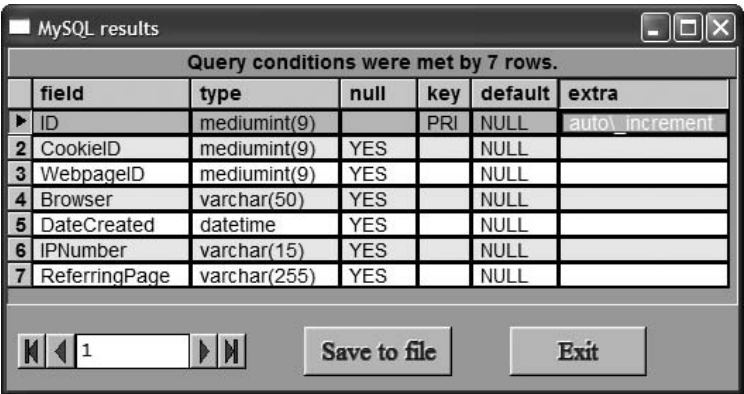 MySQL results
Query conditions were met by 7 rows.
field type null key default extra
ID mediumint(9) PRI NULL auto\_increment
2 CookieID mediumint(9) YES NULL
3 WebpageID mediumint(9) YES NULL
4 Browser varchar(50) YES NULL
5 DateCreated datetime YES NULL
6 IPNumber varchar(15) YES NULL
7 ReferringPage varchar(255) YES NULL
1 Save to file Exit